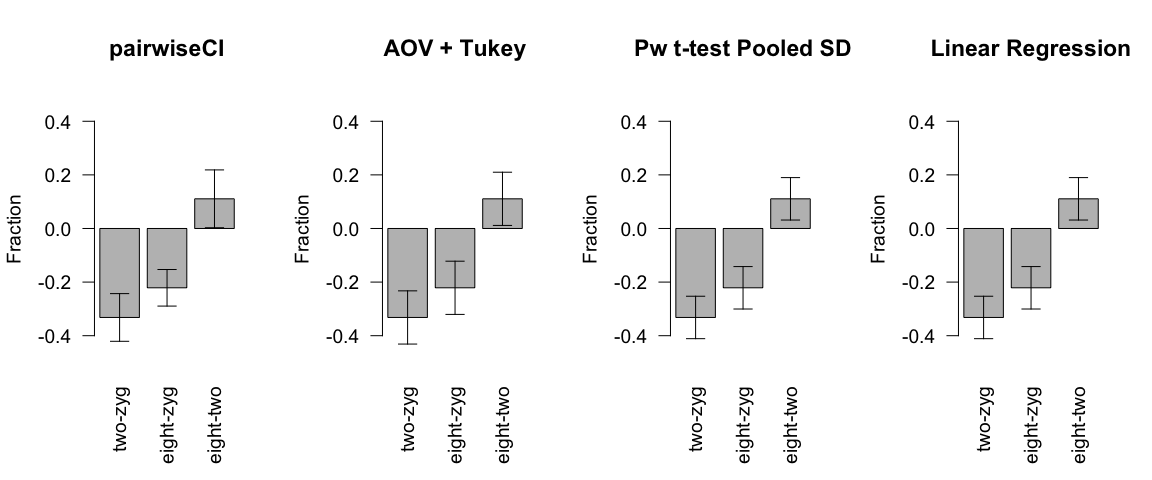 pairwiseCI
Fraction
0.4
0.2
0.0
-0.2
-0.4
two-zyg
eight-zyg
eight-two
AOV + Tukey
Fraction
0.4
0.2
0.0
-0.2
-0.4
two-zyg
eight-zyg
eight-two
Pw t-test Pooled SD
Fraction
0.4
0.2
0.0
-0.2
-0.4
two-zyg
eight-zyg
eight-two
Linear Regression
Fraction
0.4
0.2
0.0
-0.2
-0.4
two-zyg
eight-zyg
eight-two